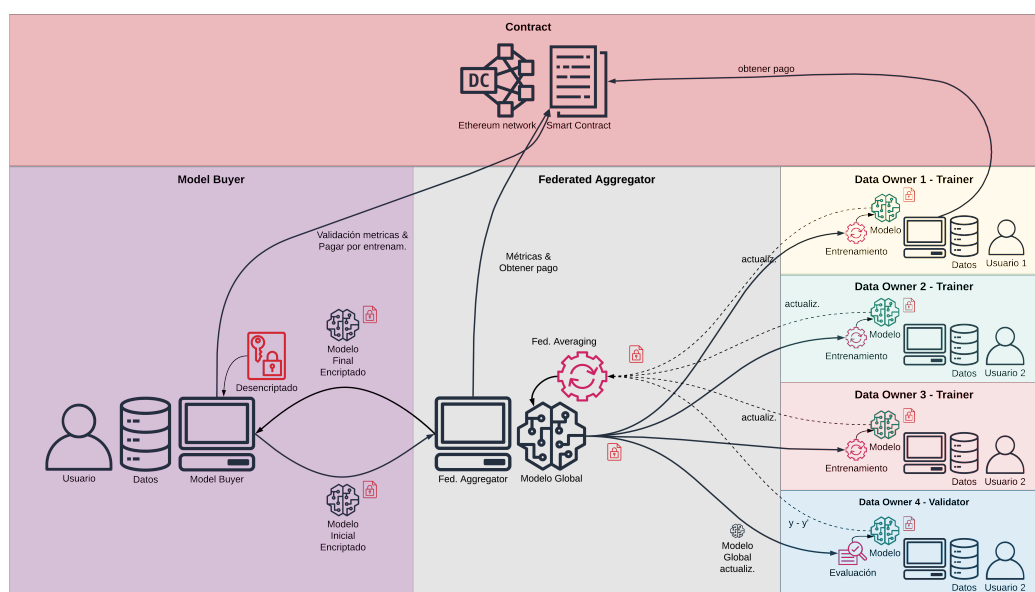 Contract
obtener pago
DC
Ethereum network
Smart Contract
Model Buyer
Validación metricas &
Pagar por entrenam.
Modelo
Final
Encriptado
Desencriptado
Usuario
Datos
Model Buyer
Modelo
Inicial
Encriptado
Federated Aggregator
Métricas &
Obtener pago
Fed. Averaging
Fed. Aggregator
Modelo Global
actualiz.
actualiz.
actualiz.
Modelo
Global
actualiz.
Data Owner 1 - Trainer
Modelo
Entrenamiento
Datos
Usuario 1
Data Owner 2 - Trainer
Modelo
Entrenamiento
Datos
Usuario 2
Data Owner 3 - Trainer
Modelo
Entrenamiento
Datos
Usuario 2
Data Owner 4 - Validator
y - y'
Modelo
Evaluación
Datos
Usuario 2